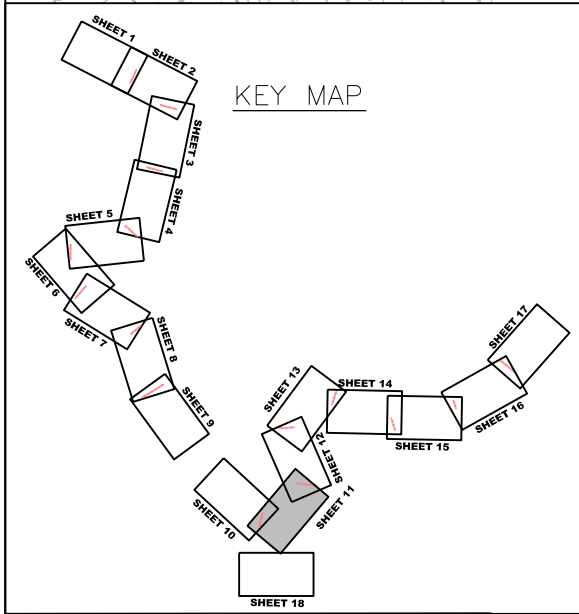 SHEET 1
SHEET 2
KEY MAP
SHEET 3
SHEET 4
SHEET 5
SHEET 6
SHEET 7
SHEET 8
SHEET 9
SHEET 10
SHEET 11
SHEET 12
SHEET 13
SHEET 14
SHEET 15
SHEET 16
SHEET 17
SHEET 18